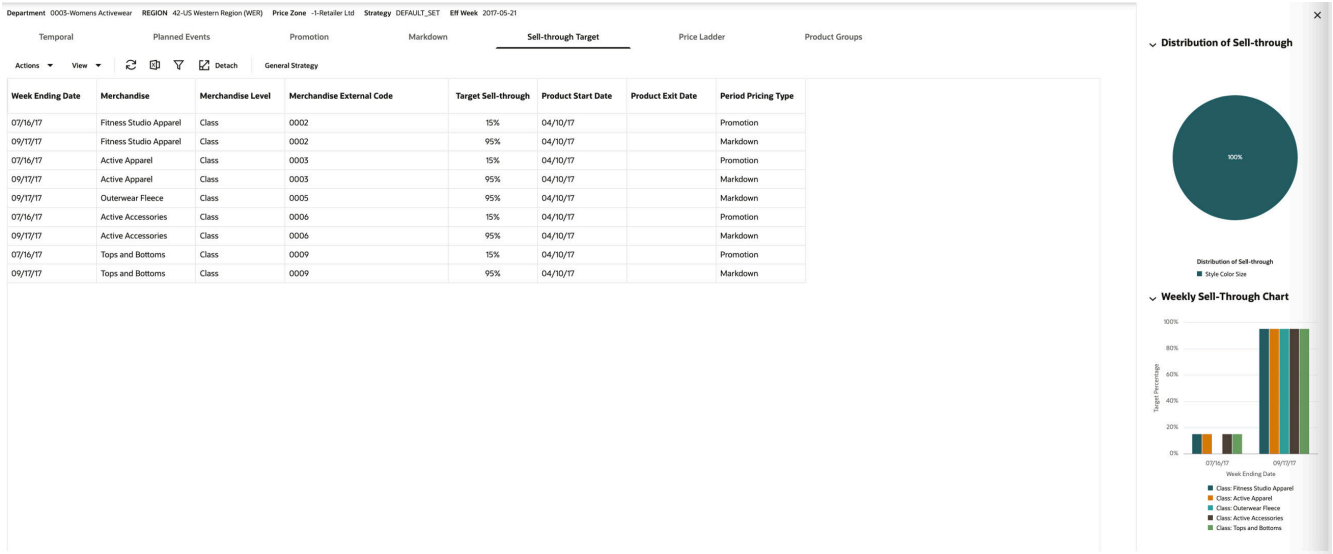 Department 0003-Womens Activewear REGION 42-US Western Region (WER) Price Zone -1-Retailer Ltd Strategy DEFAULT_SET Eff Week 2017-05-21
Temporal Planned Events Promotion Markdown Sell-through Target Price Ladder Product Groups
Actions View Detach General Strategy
Week Ending Date Merchandise Merchandise Level Merchandise External Code Target Sell-through Product Start Date Product Exit Date Period Pricing Type
07/16/17 Fitness Studio Apparel Class 0002 15% 04/10/17 Promotion
09/17/17 Fitness Studio Apparel Class 0002 95% 04/10/17 Markdown
07/16/17 Active Apparel Class 0003 15% 04/10/17 Promotion
09/17/17 Active Apparel Class 0003 95% 04/10/17 Markdown
09/17/17 Outerwear Fleece Class 0005 95% 04/10/17 Markdown
07/16/17 Active Accessories Class 0006 15% 04/10/17 Promotion
09/17/17 Active Accessories Class 0006 95% 04/10/17 Markdown
07/16/17 Tops and Bottoms Class 0009 15% 04/10/17 Promotion
09/17/17 Tops and Bottoms Class 0009 95% 04/10/17 Markdown
Distribution of Sell-through
100%
Distribution of Sell-through
Style Color Size
Weekly Sell-Through Chart
100%
80%
60%
40%
20%
0%
Target Percentage
07/16/17 09/17/17
Week Ending Date
Class: Fitness Studio Apparel
Class: Active Apparel
Class: Outerwear Fleece
Class: Active Accessories
Class: Tops and Bottoms